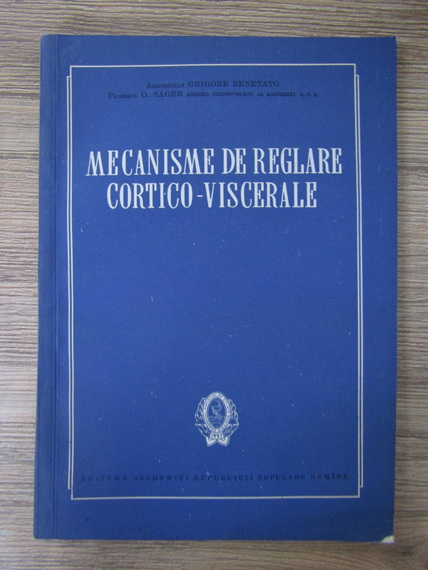 Academician GRIGORE BENETATO
Profesor O. SAGER membru corespondent al academiei R. P. R.
MECANISME DE REGLARE
CORTICO-VISCERALE
EDITURA ACADEMIEI REPUBLICII POPULARE ROMÎNE